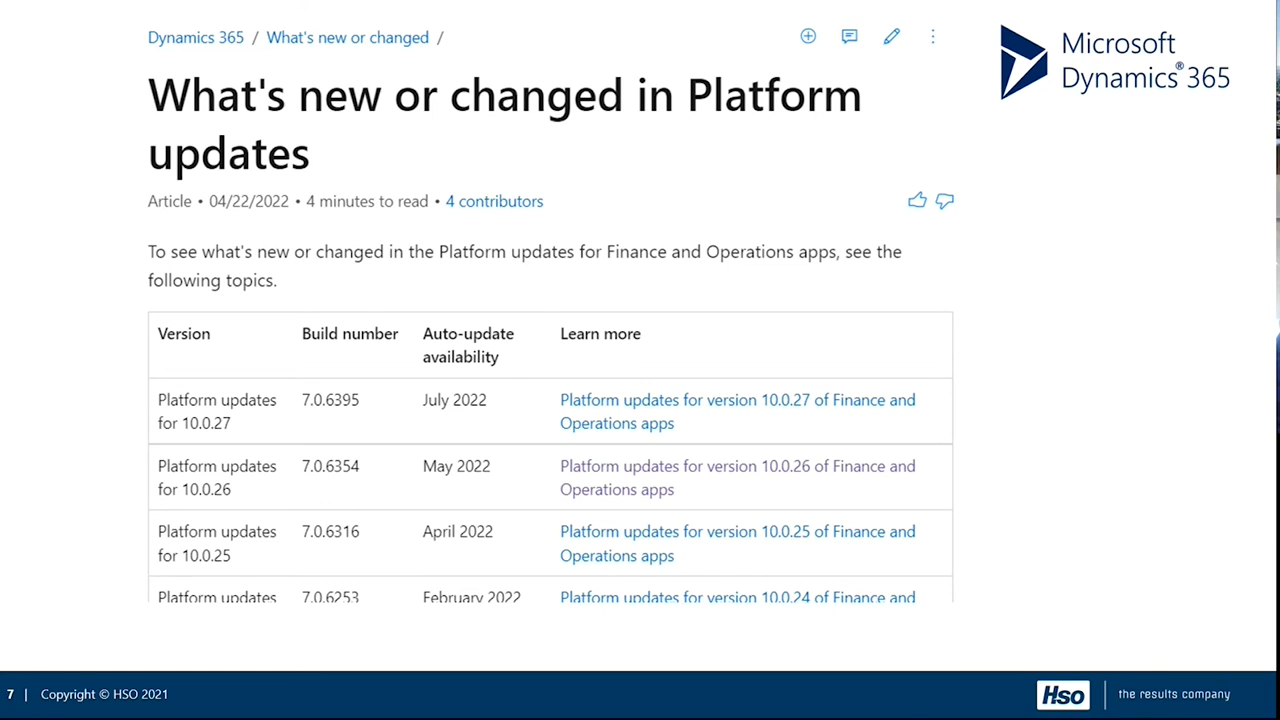 Dynamics 365 / What's new or changed /
Microsoft
Dynamics® 365
What's new or changed in Platform
updates
Article • 04/22/2022 • 4 minutes to read • 4 contributors
To see what's new or changed in the Platform updates for Finance and Operations apps, see the
following topics.
Version Build number Auto-update Learn more
availability
Platform updates 7.0.6395 July 2022 Platform updates for version 10.0.27 of Finance and
for 10.0.27 Operations apps
Platform updates 7.0.6354 May 2022 Platform updates for version 10.0.26 of Finance and
for 10.0.26 Operations apps
Platform updates 7.0.6316 April 2022 Platform updates for version 10.0.25 of Finance and
for 10.0.25 Operations apps
Platform updates 7.0.6253 February 2022 Platform updates for version 10.0.24 of Finance and
7 | Copyright © HSO 2021
Hso the results company